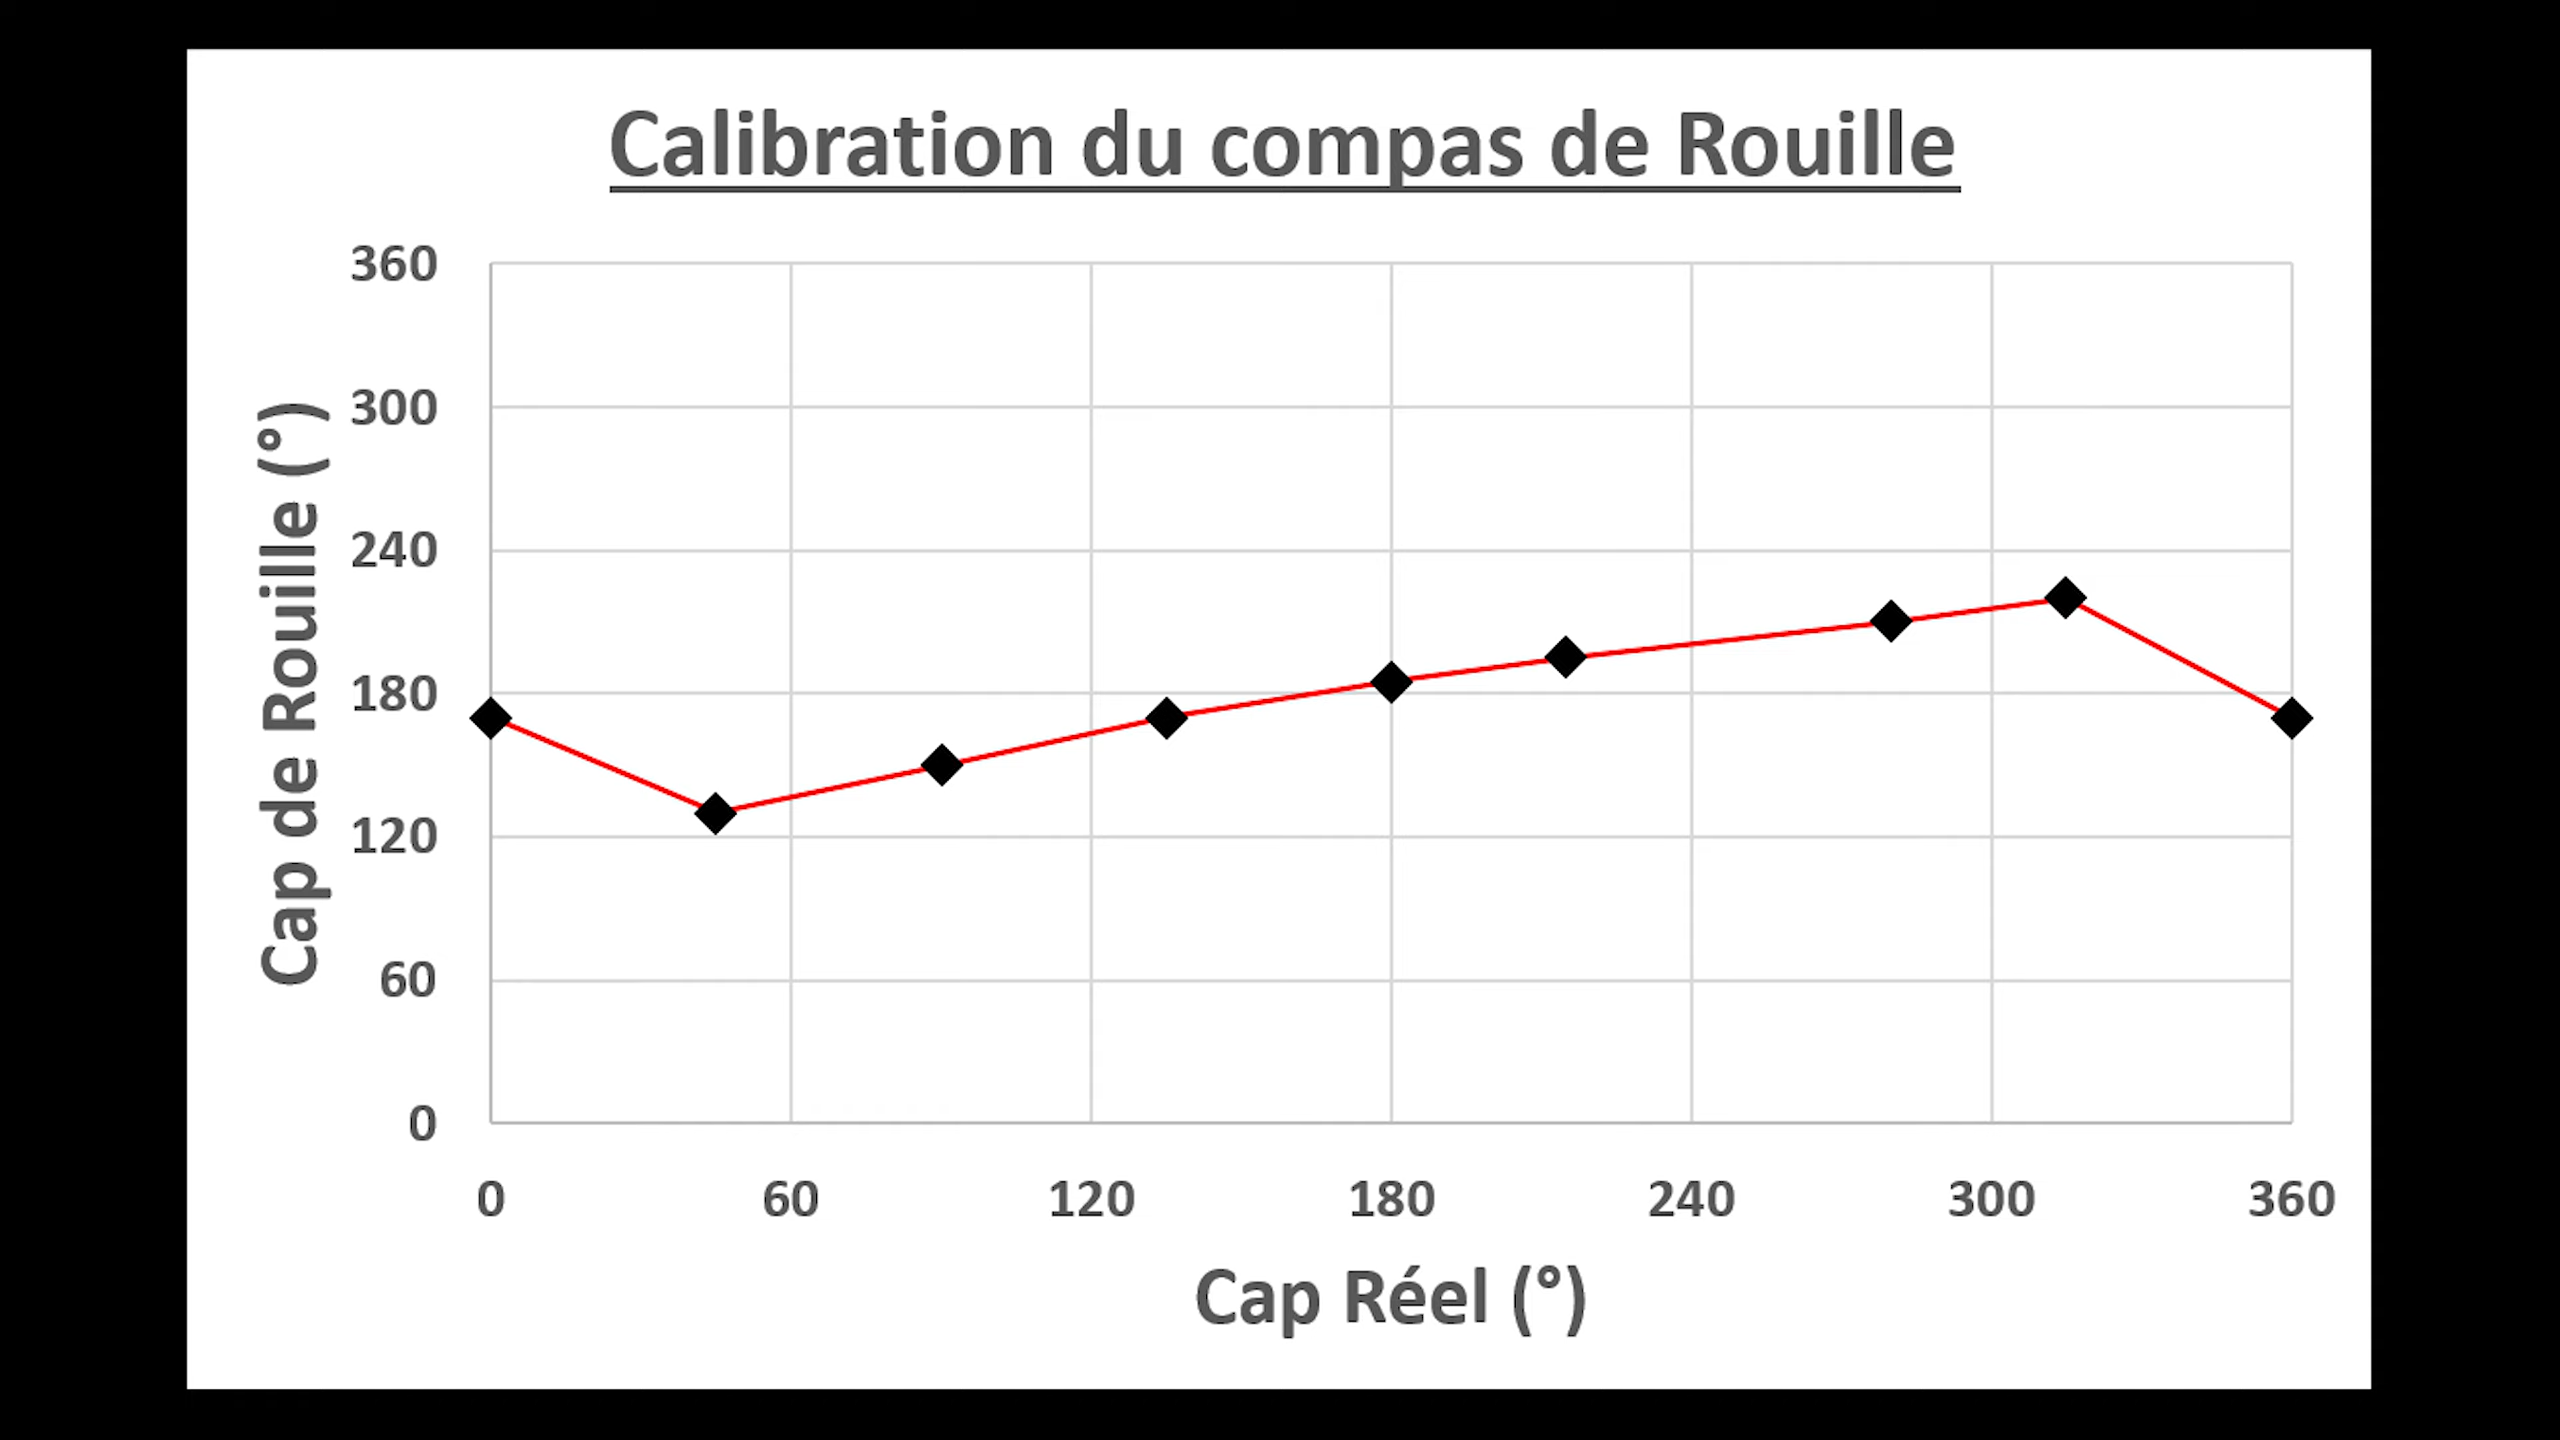 Calibration du compas de Rouille
Cap de Rouille (°)
360
300
240
180
120
60
0
0 60 120 180 240 300 360
Cap Réel (°)